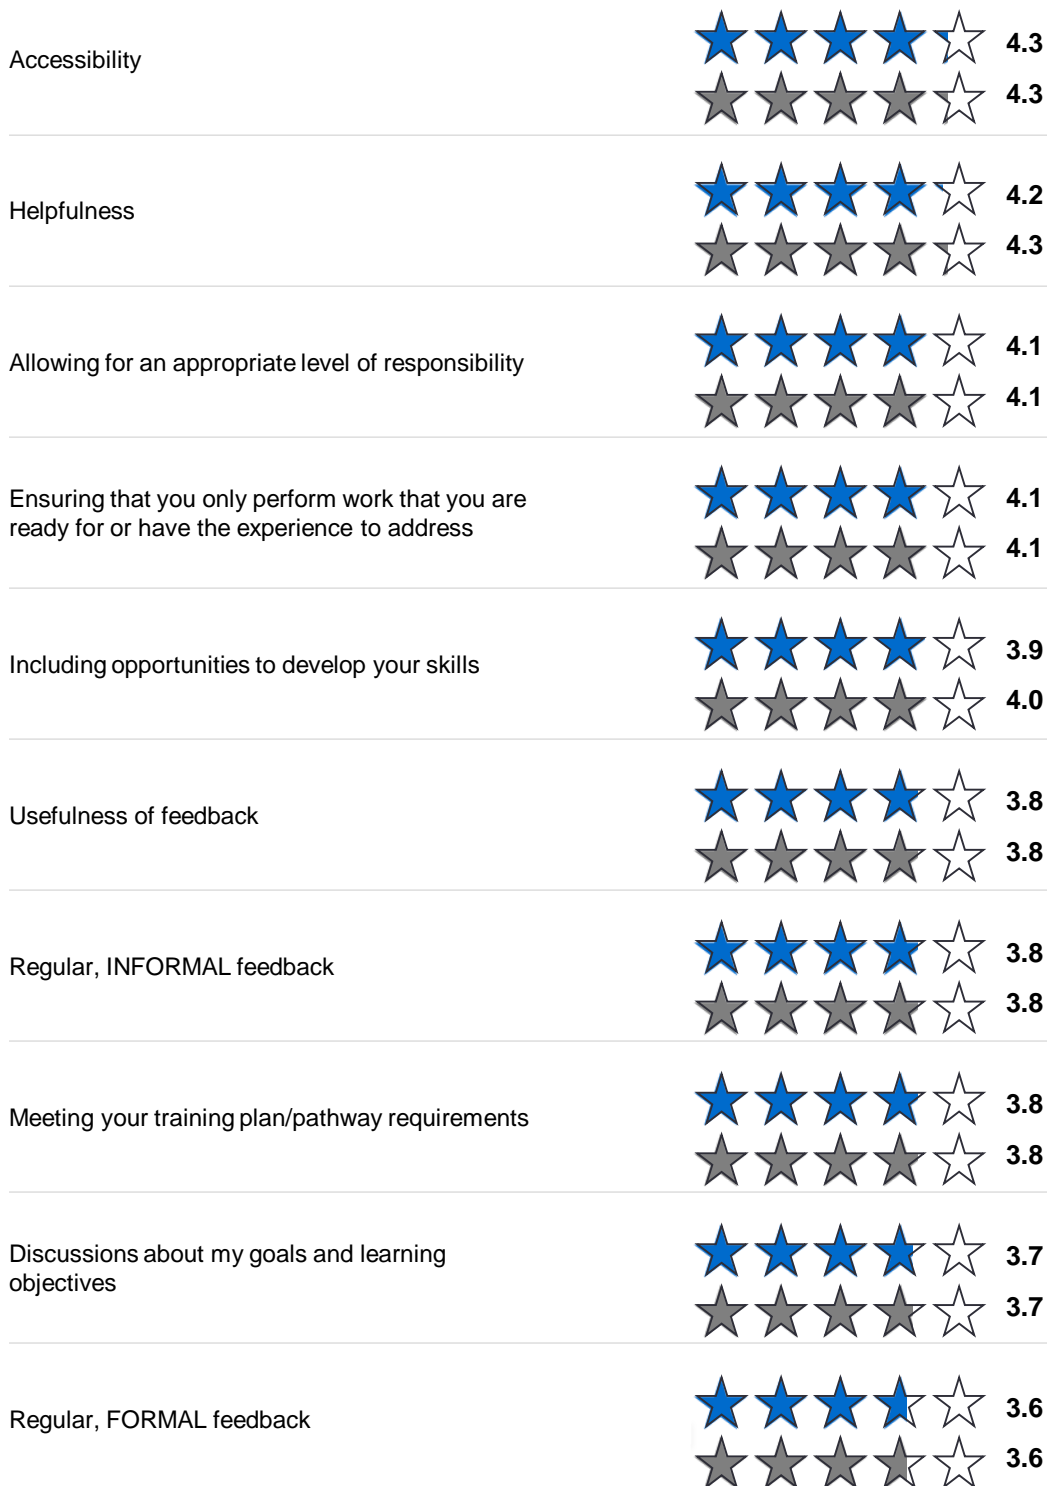 Accessibility
4.3
4.3
Helpfulness
4.2
4.3
Allowing for an appropriate level of responsibility
4.1
4.1
Ensuring that you only perform work that you are
ready for or have the experience to address
4.1
4.1
Including opportunities to develop your skills
3.9
4.0
Usefulness of feedback
3.8
3.8
Regular, INFORMAL feedback
3.8
3.8
Meeting your training plan/pathway requirements
3.8
3.8
Discussions about my goals and learning
objectives
3.7
3.7
Regular, FORMAL feedback
3.6
3.6